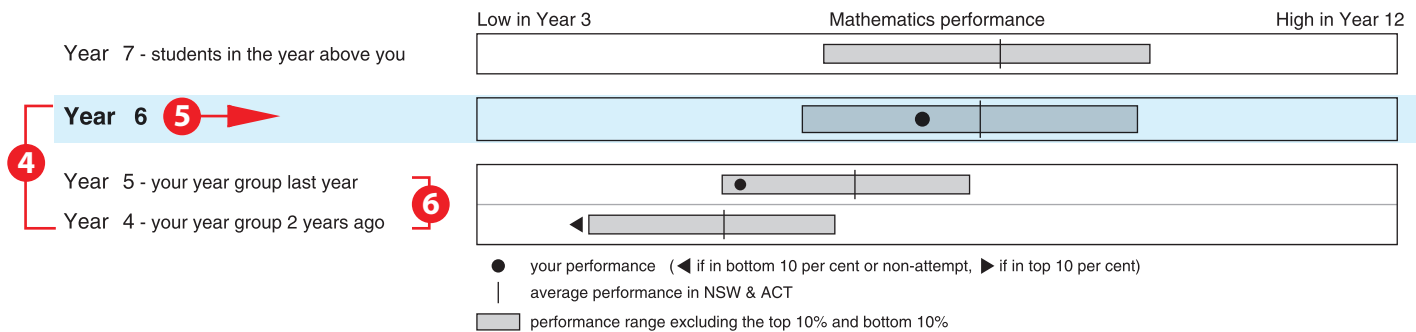 Low in Year 3 Mathematics performance High in Year 12
Year 7 - students in the year above you
Year 6 5
4
Year 5 - your year group last year
6
Year 4 - your year group 2 years ago
● your performance (◀ if in bottom 10 per cent or non-attempt, ▶ if in top 10 per cent)
average performance in NSW & ACT
performance range excluding the top 10% and bottom 10%